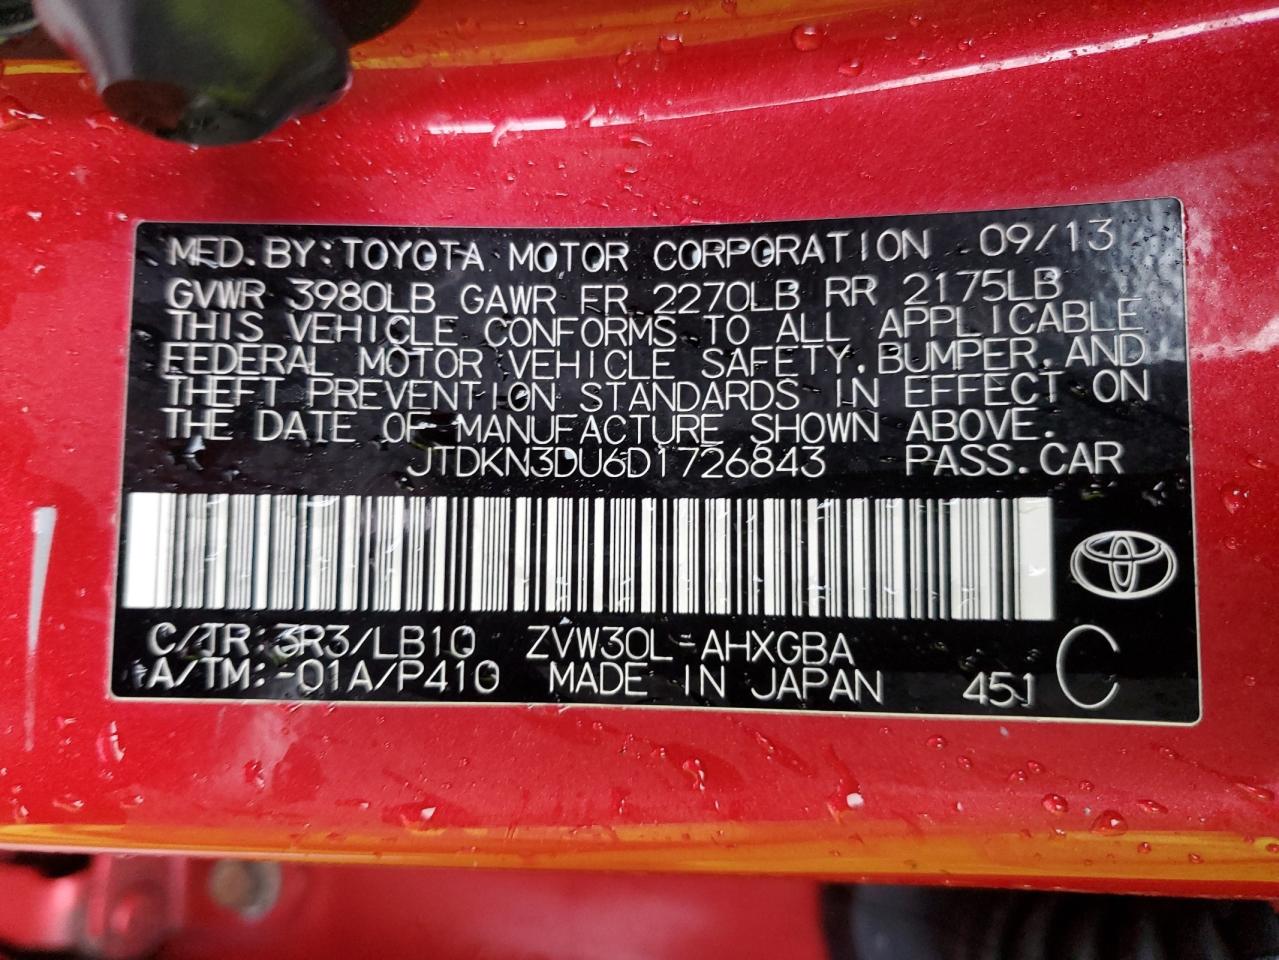 MFD.BY:TOYOTA MOTOR CORPORATION 09/13
GVWR 3980LB GAWR FR 2270LB RR 2175LB
THIS VEHICLE CONFORMS TO ALL APPLICABLE
FEDERAL MOTOR VEHICLE SAFETY,BUMPER,AND
THEFT PREVENTION STANDARDS IN EFFECT ON
THE DATE OF MANUFACTURE SHOWN ABOVE.
JTDKN3DU6D1726843 PASS.CAR
C/TR:3R3/LB10 ZVW30L-AHXGBA
A/TM:-01A/P410 MADE IN JAPAN 451 C